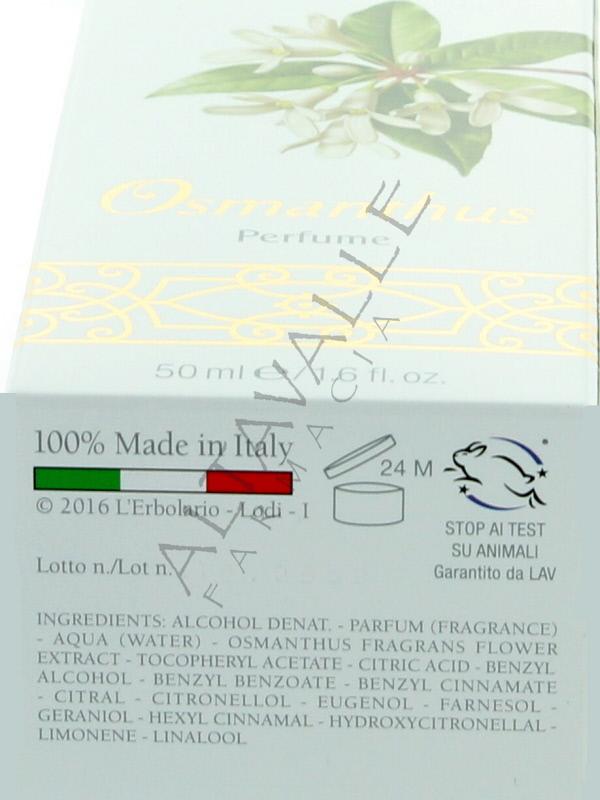 Osmanthus
Perfume
50 ml e / 1.6 fl. oz.
100% Made in Italy
© 2016 L'Erbolario - Lodi - I
24 M
STOP AI TEST
SU ANIMALI
Garantito da LAV
Lotto n./Lot n.
INGREDIENTS: ALCOHOL DENAT. - PARFUM (FRAGRANCE)
- AQUA (WATER) - OSMANTHUS FRAGRANS FLOWER
EXTRACT - TOCOPHERYL ACETATE - CITRIC ACID - BENZYL
ALCOHOL - BENZYL BENZOATE - BENZYL CINNAMATE
- CITRAL - CITRONELLOL - EUGENOL - FARNESOL -
GERANIOL - HEXYL CINNAMAL - HYDROXYCITRONELLAL -
LIMONENE - LINALOOL
ALTAVALLE
FARMACIA